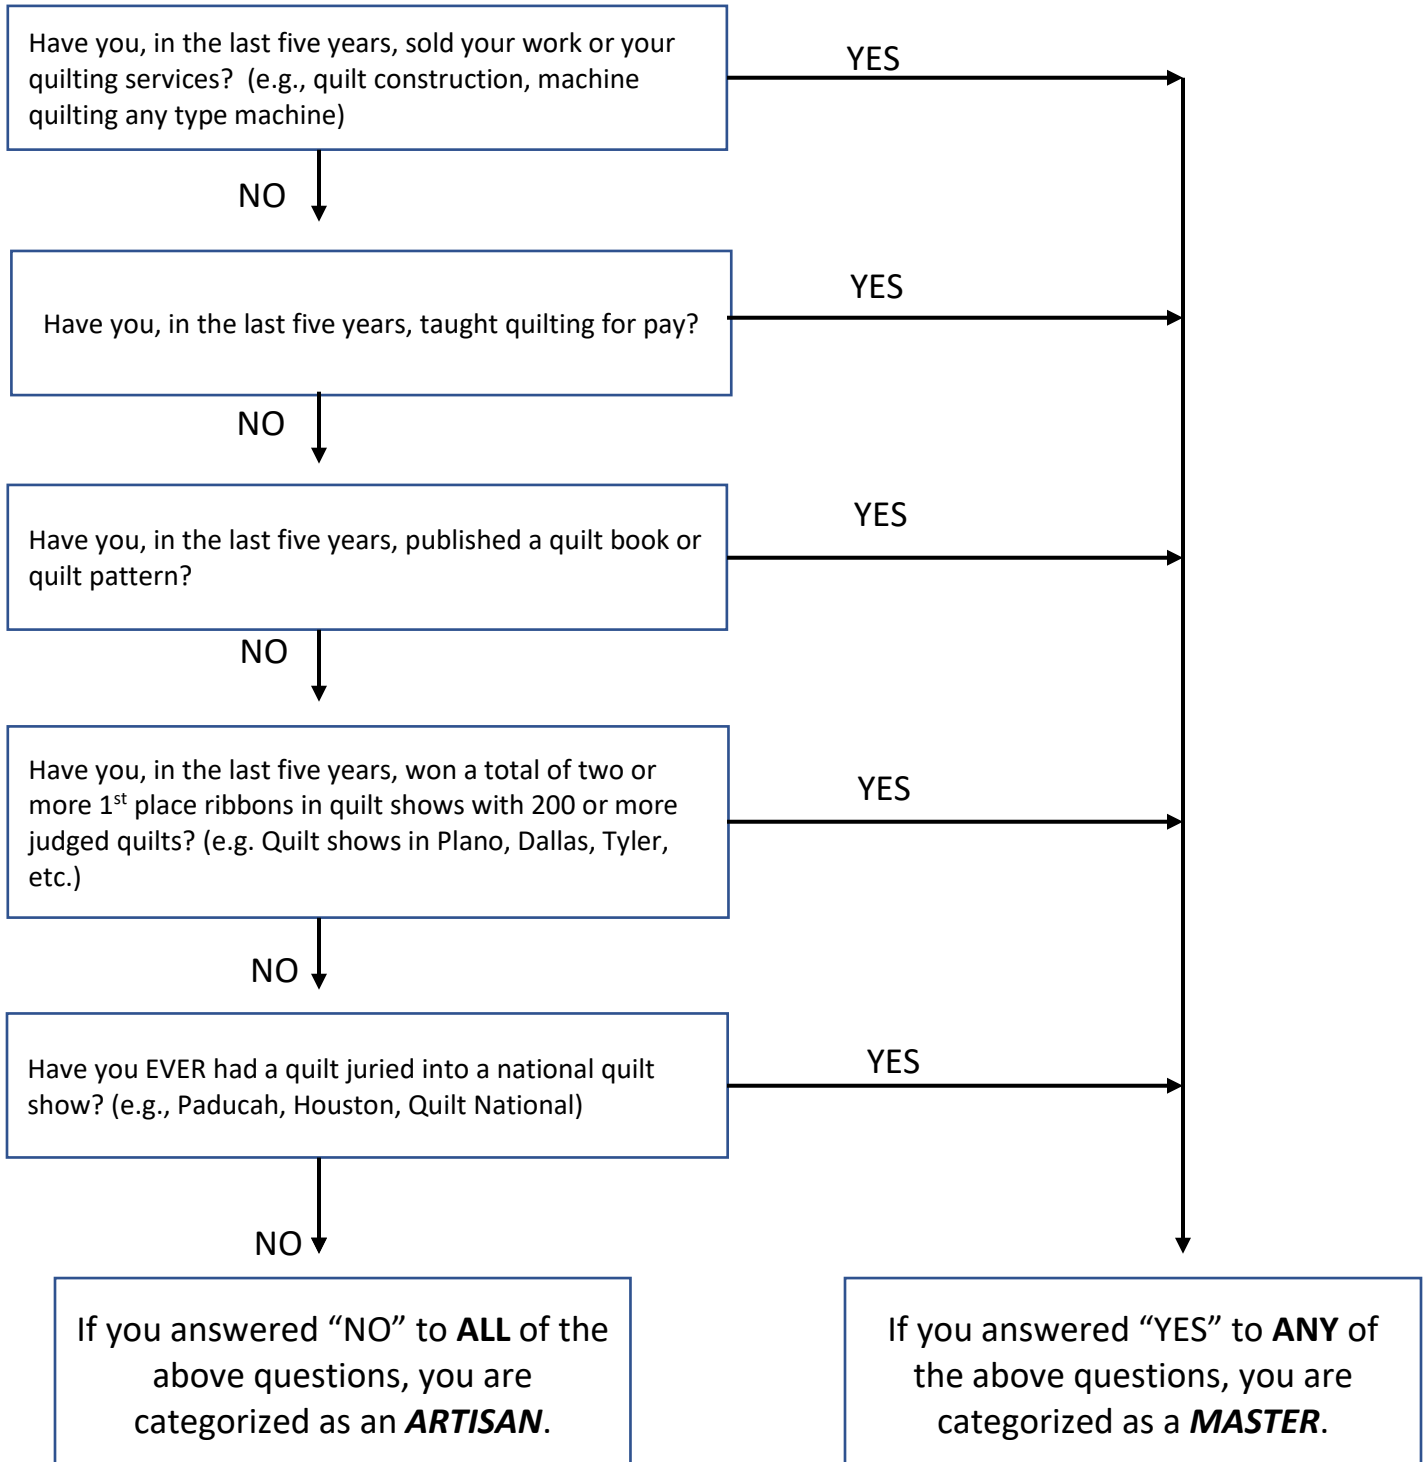 Have you, in the last five years, sold your work or your
quilting services?  (e.g., quilt construction, machine
quilting any type machine)
YES
NO
Have you, in the last five years, taught quilting for pay?
YES
NO
Have you, in the last five years, published a quilt book or
quilt pattern?
YES
NO
Have you, in the last five years, won a total of two or
more 1st place ribbons in quilt shows with 200 or more
judged quilts? (e.g. Quilt shows in Plano, Dallas, Tyler,
etc.)
YES
NO
Have you EVER had a quilt juried into a national quilt
show? (e.g., Paducah, Houston, Quilt National)
YES
NO
If you answered “NO” to ALL of the
above questions, you are
categorized as an ARTISAN.
If you answered “YES” to ANY of
the above questions, you are
categorized as a MASTER.